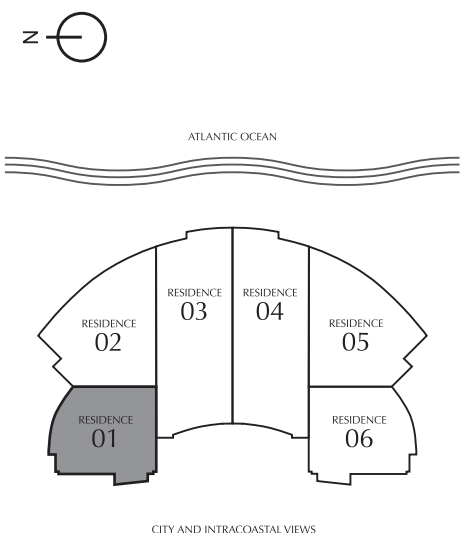 N
ATLANTIC OCEAN
RESIDENCE
03
RESIDENCE
04
RESIDENCE
02
RESIDENCE
05
RESIDENCE
01
RESIDENCE
06
CITY AND INTRACOASTAL VIEWS